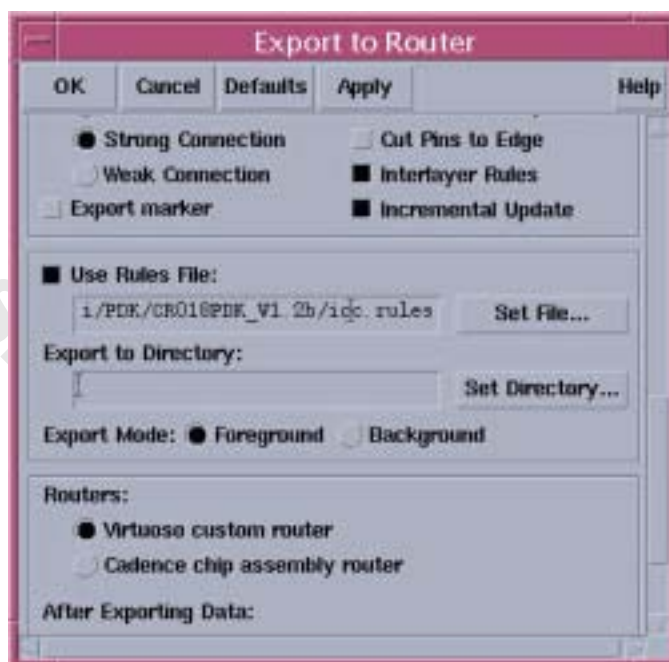 Export to Router
OK Cancel Defaults Apply Help
Strong Connection Cut Pins to Edge
Weak Connection Interlayer Rules
Export marker Incremental Update
Use Rules File:
i/PDK/CR018PDK_V1.2b/icc.rules Set File...
Export to Directory:
Set Directory...
Export Mode: Foreground Background
Routers:
Virtuoso custom router
Cadence chip assembly router
After Exporting Data: